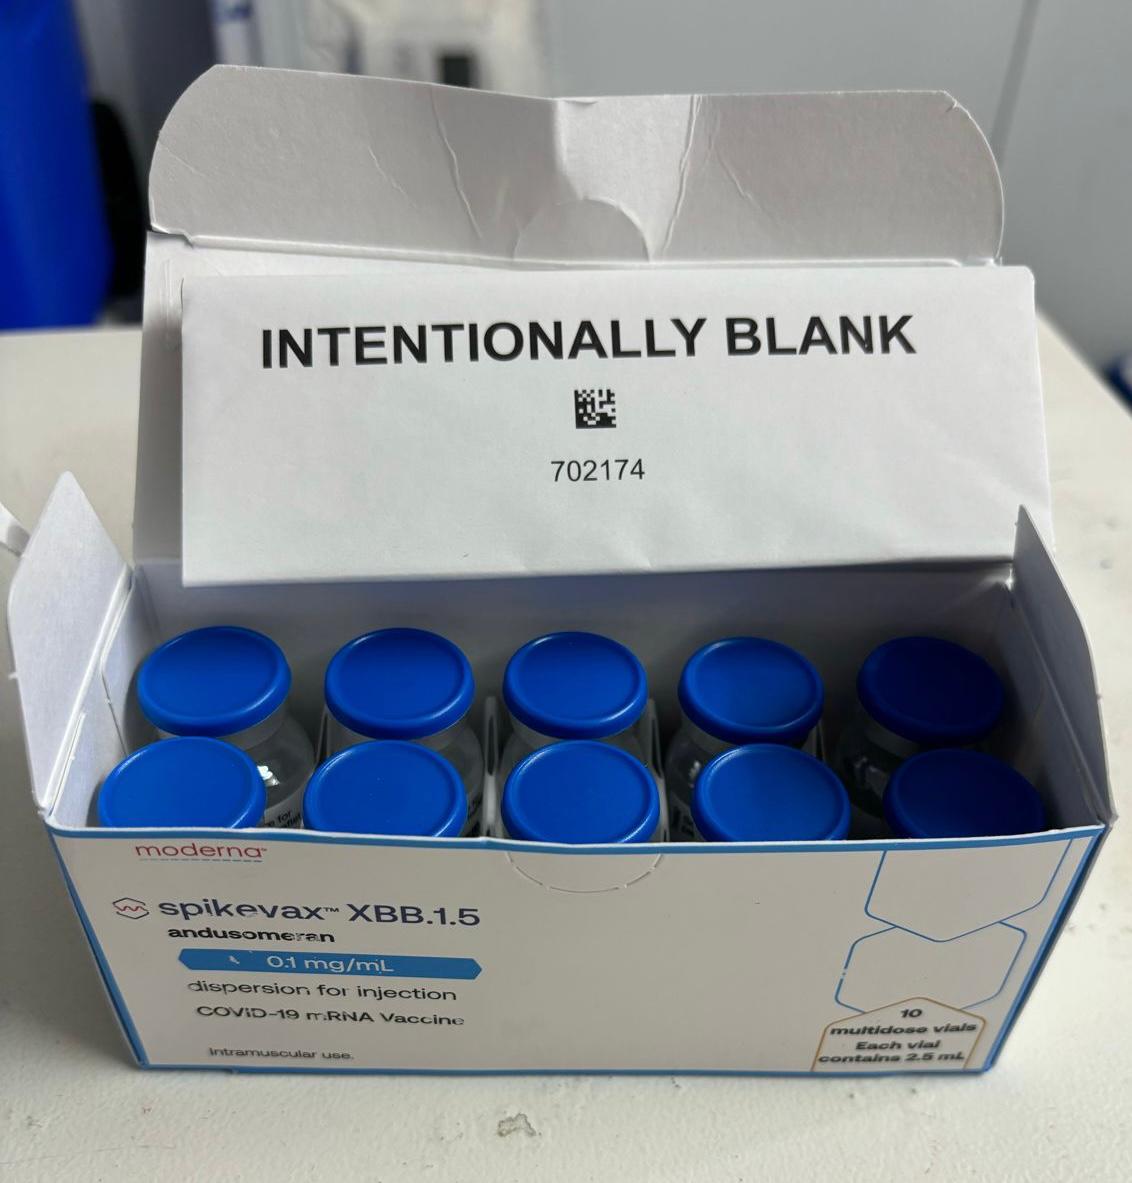 INTENTIONALLY BLANK
702174
moderna
spikevax™ XBB.1.5
andusomeran
0.1 mg/mL
dispersion for injection
COVID-19 mRNA Vaccine
Intramuscular use.
10
multidose vials
Each vial
contains 2.5 mL